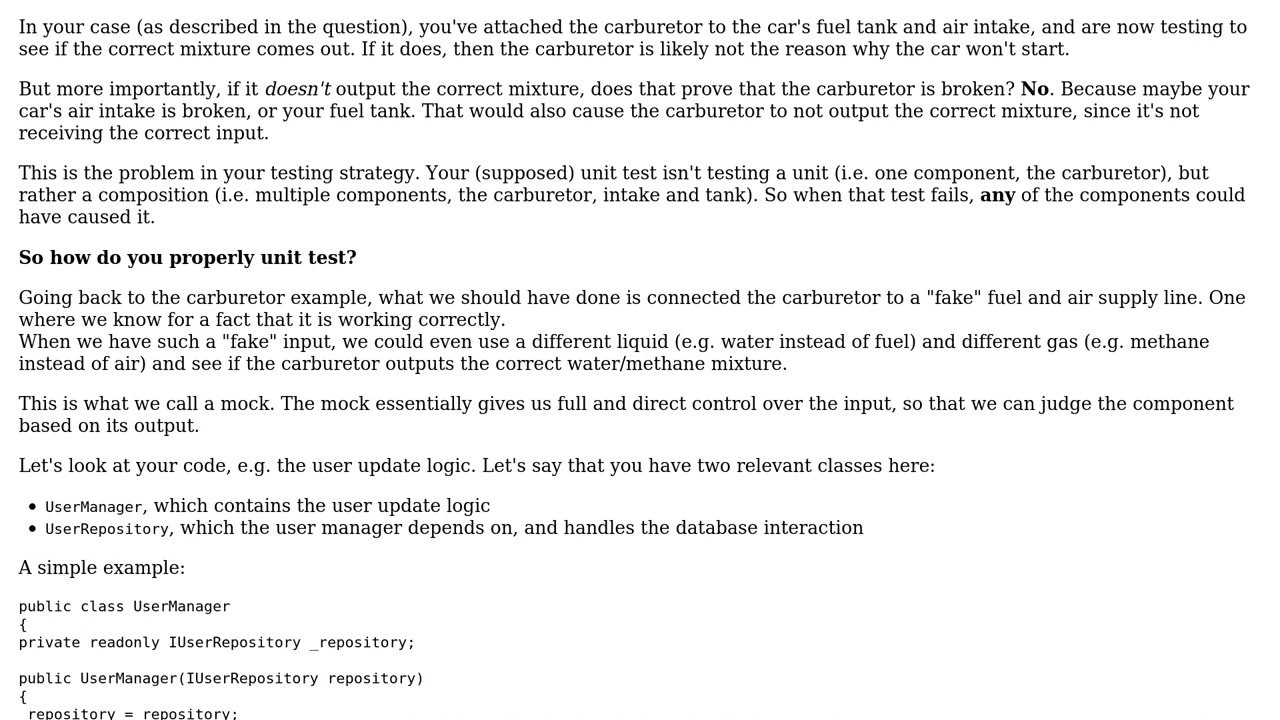 In your case (as described in the question), you've attached the carburetor to the car's fuel tank and air intake, and are now testing to
see if the correct mixture comes out. If it does, then the carburetor is likely not the reason why the car won't start.
But more importantly, if it doesn't output the correct mixture, does that prove that the carburetor is broken? No. Because maybe your
car's air intake is broken, or your fuel tank. That would also cause the carburetor to not output the correct mixture, since it's not
receiving the correct input.
This is the problem in your testing strategy. Your (supposed) unit test isn't testing a unit (i.e. one component, the carburetor), but
rather a composition (i.e. multiple components, the carburetor, intake and tank). So when that test fails, any of the components could
have caused it.
So how do you properly unit test?
Going back to the carburetor example, what we should have done is connected the carburetor to a "fake" fuel and air supply line. One
where we know for a fact that it is working correctly.
When we have such a "fake" input, we could even use a different liquid (e.g. water instead of fuel) and different gas (e.g. methane
instead of air) and see if the carburetor outputs the correct water/methane mixture.
This is what we call a mock. The mock essentially gives us full and direct control over the input, so that we can judge the component
based on its output.
Let's look at your code, e.g. the user update logic. Let's say that you have two relevant classes here:
• UserManager, which contains the user update logic
• UserRepository, which the user manager depends on, and handles the database interaction
A simple example:
public class UserManager
{
private readonly IUserRepository _repository;
public UserManager(IUserRepository repository)
{
repository = repository;